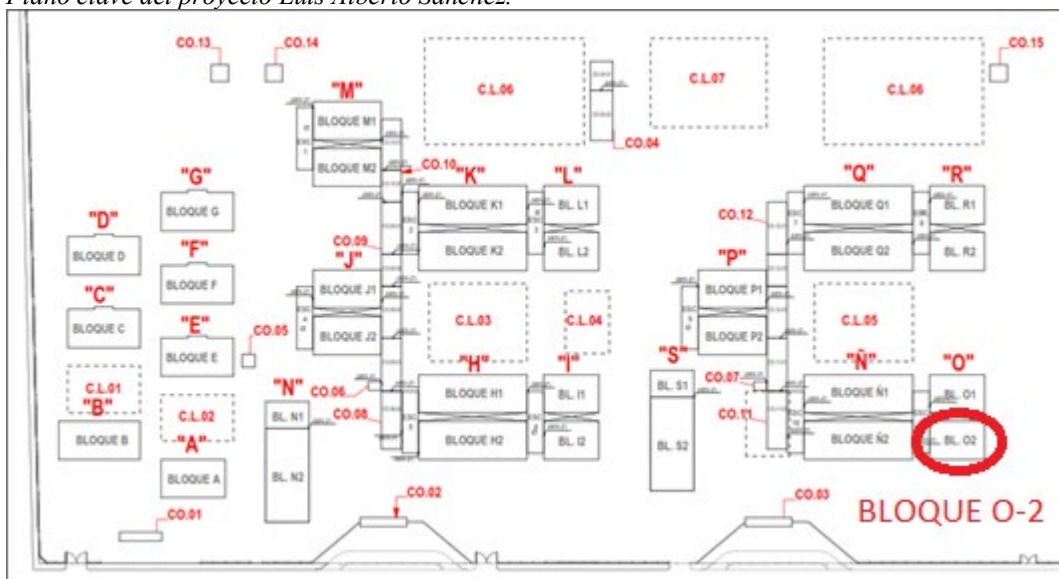 Plano clave del proyecto Luis Alberto Sánchez.
CO.13
CO.14
CO.15
C.L.06
C.L.07
C.L.06
"M"
BLOQUE M1
BLOQUE M2
CO.04
CO.10
"G"
BLOQUE G
"K"
"L"
BLOQUE K1
BL. L1
BLOQUE K2
BL. L2
"Q"
"R"
BLOQUE Q1
BL. R1
BLOQUE Q2
BL. R2
CO.12
"D"
BLOQUE D
"F"
BLOQUE F
CO.09
"J"
BLOQUE J1
BLOQUE J2
C.L.03
C.L.04
"P"
BLOQUE P1
BLOQUE P2
C.L.05
"C"
BLOQUE C
"E"
BLOQUE E
CO.05
"H"
"I"
"S"
"Ñ"
"O"
C.L.01
"B"
BLOQUE B
C.L.02
"A"
BLOQUE A
"N"
BL. N1
BL. N2
CO.06
CO.08
BLOQUE H1
BL. I1
BLOQUE H2
BL. I2
BL. S1
BL. S2
CO.07
CO.11
BLOQUE Ñ1
BL. O1
BLOQUE Ñ2
BL. O2
CO.01
CO.02
CO.03
BLOQUE O-2